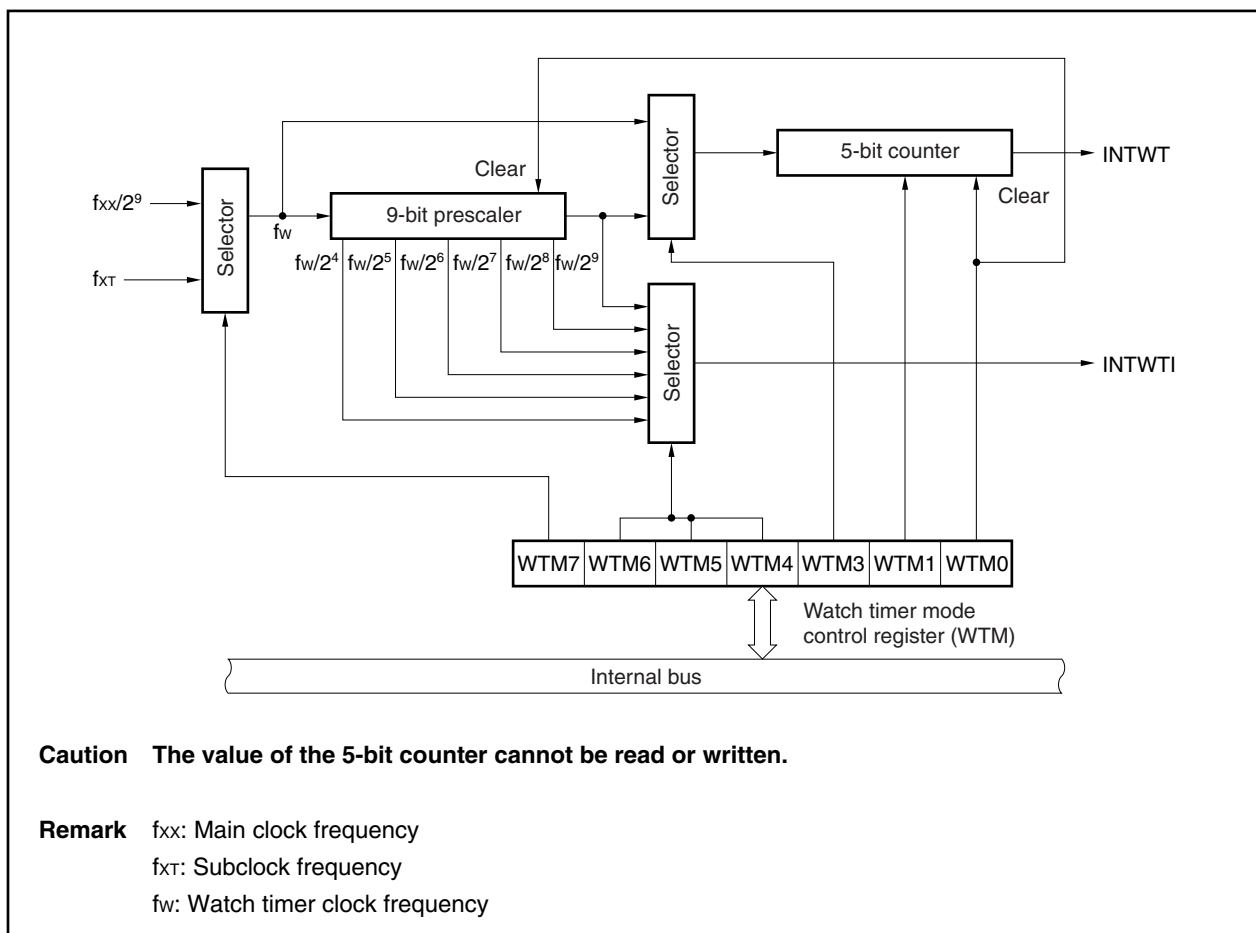 Selector
5-bit counter
INTWT
Clear
Clear
fxx/2⁹
Selector
9-bit prescaler
fw
fw/2⁴ fw/2⁵ fw/2⁶ fw/2⁷ fw/2⁸ fw/2⁹
fXT
Selector
INTWTI
WTM7 WTM6 WTM5 WTM4 WTM3 WTM1 WTM0
Watch timer mode
control register (WTM)
Internal bus
Caution The value of the 5-bit counter cannot be read or written.
Remark fxx: Main clock frequency
fXT: Subclock frequency
fw: Watch timer clock frequency